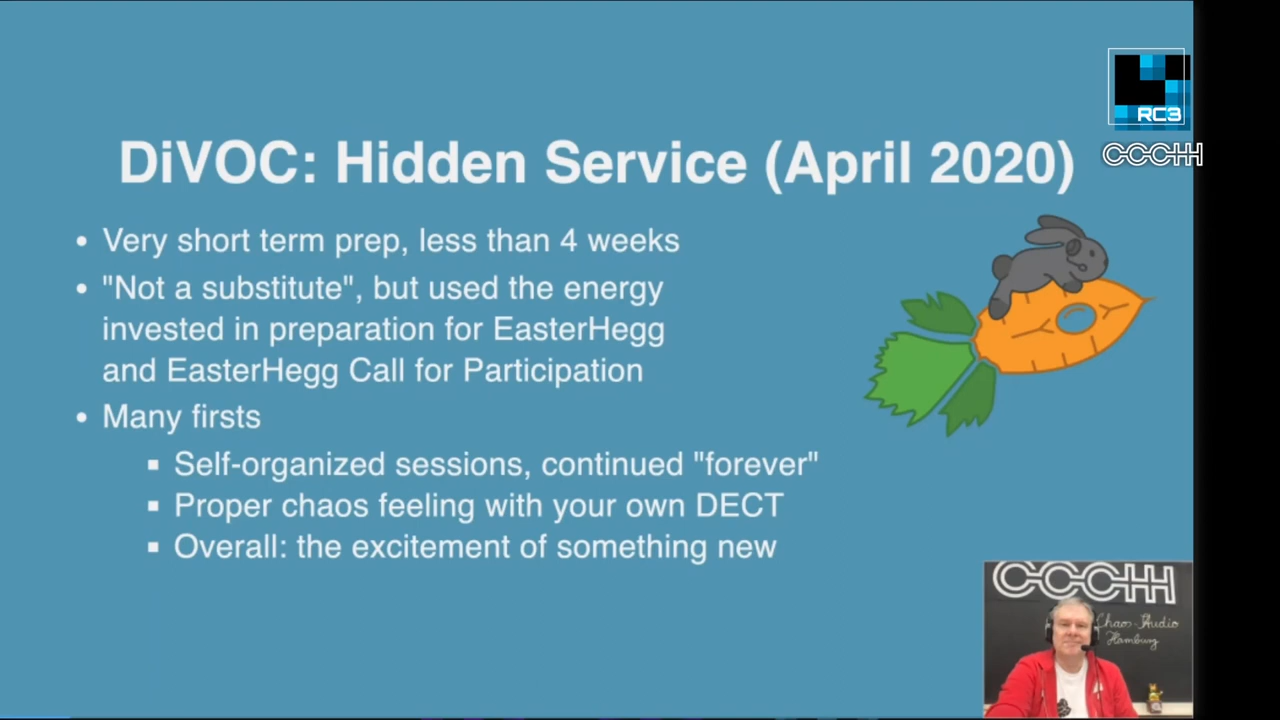 RC3
CCCHH
DiVOC: Hidden Service (April 2020)
• Very short term prep, less than 4 weeks
• "Not a substitute", but used the energy
invested in preparation for EasterHegg
and EasterHegg Call for Participation
• Many firsts
▪ Self-organized sessions, continued "forever"
▪ Proper chaos feeling with your own DECT
▪ Overall: the excitement of something new
CCCHH
Chaos-Audio
Hamburg